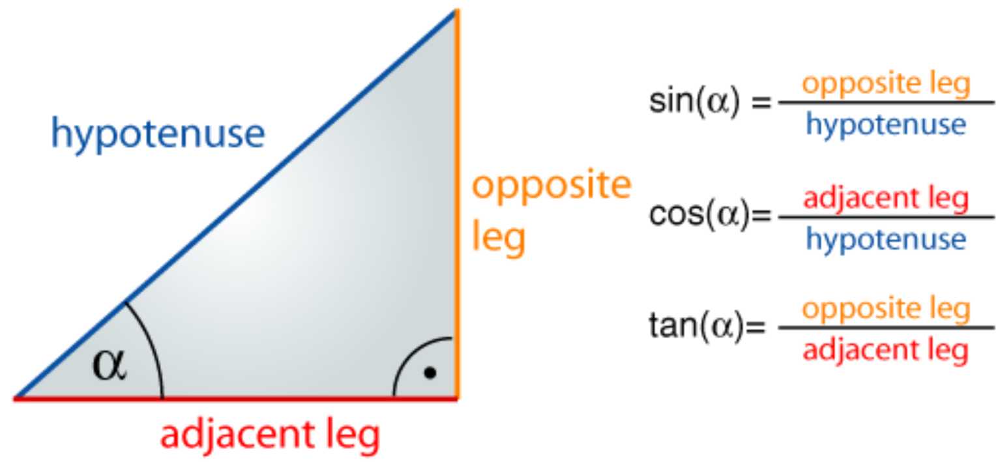 hypotenuse
opposite
leg
α
adjacent leg
sin(α) = opposite leg
hypotenuse
cos(α)= adjacent leg
hypotenuse
tan(α)= opposite leg
adjacent leg